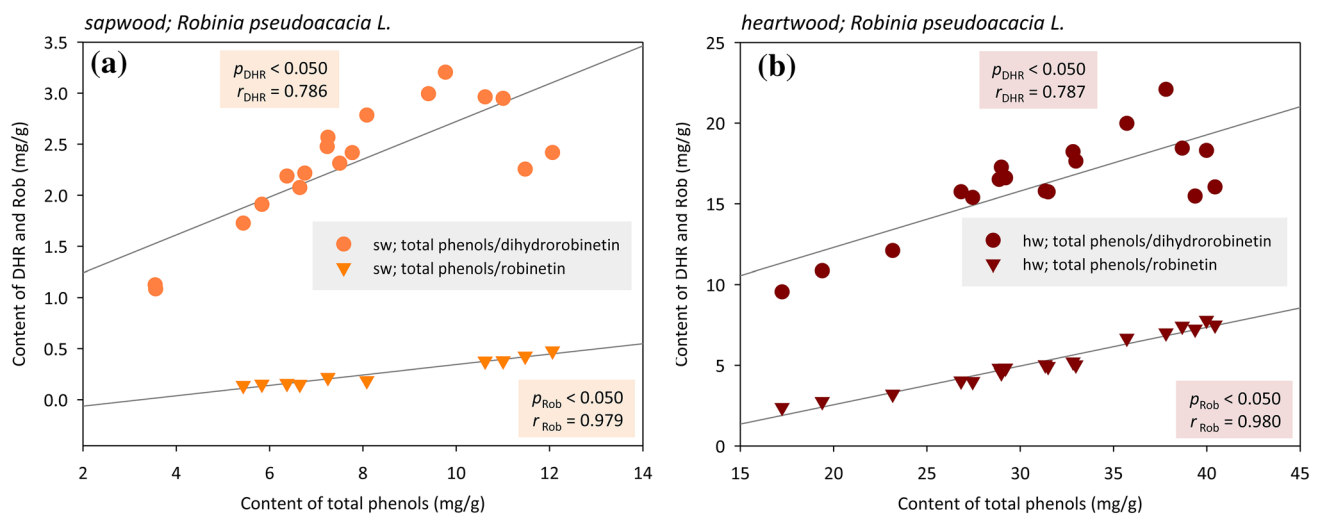 sapwood; Robinia pseudoacacia L.
(a)
pDHR < 0.050
rDHR = 0.786
sw; total phenols/dihydrorobinetin
sw; total phenols/robinetin
pRob < 0.050
r Rob = 0.979
Content of DHR and Rob (mg/g)
3.5
3.0
2.5
2.0
1.5
1.0
0.5
0.0
2 4 6 8 10 12 14
Content of total phenols (mg/g)
heartwood; Robinia pseudoacacia L.
(b)
pDHR < 0.050
rDHR = 0.787
hw; total phenols/dihydrorobinetin
hw; total phenols/robinetin
pRob < 0.050
r Rob = 0.980
Content of DHR and Rob (mg/g)
25
20
15
10
5
0
15 20 25 30 35 40 45
Content of total phenols (mg/g)